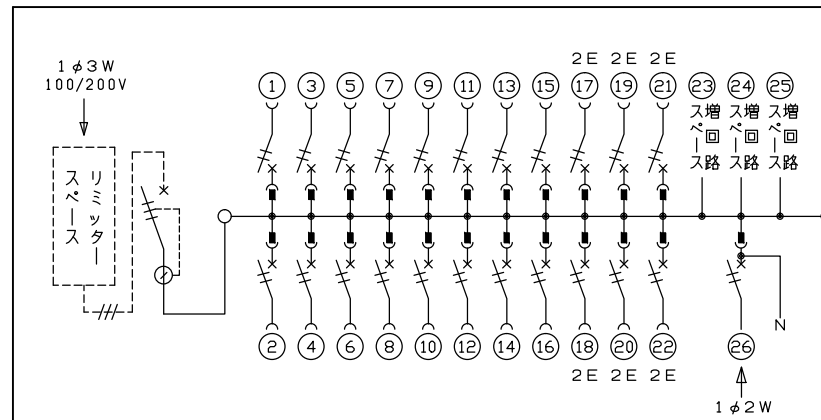 1φ3W
100/200V
リミッター
スペース
2E 2E 2E
1 3 5 7 9 11 13 15 17 19 21 23 24 25
増回路
スペース
増回路
スペース
増回路
スペース
N
2 4 6 8 10 12 14 16 18 20 22 26
2E 2E 2E
1φ2W